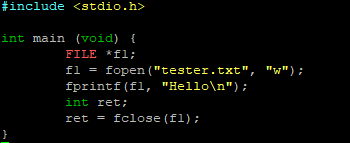 #include <stdio.h>

int main (void) {
        FILE *f1;
        f1 = fopen("tester.txt", "w");
        fprintf(f1, "Hello\n");
        int ret;
        ret = fclose(f1);
}